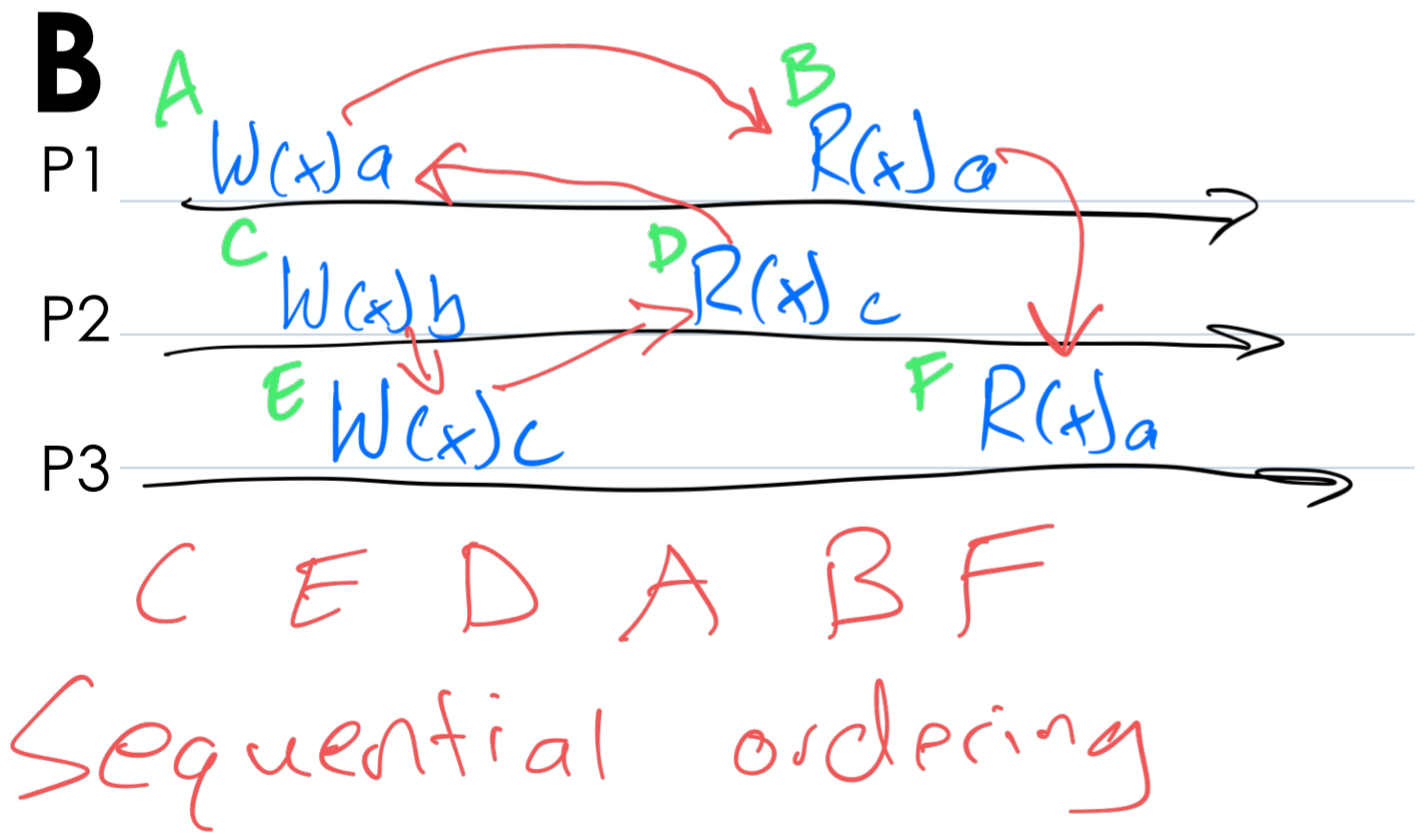 B
A B
P1 W(x)a R(x)a
C D
P2 W(x)b R(x)c
E F
P3 W(x)c R(x)a
C E D A B F
Sequential ordering